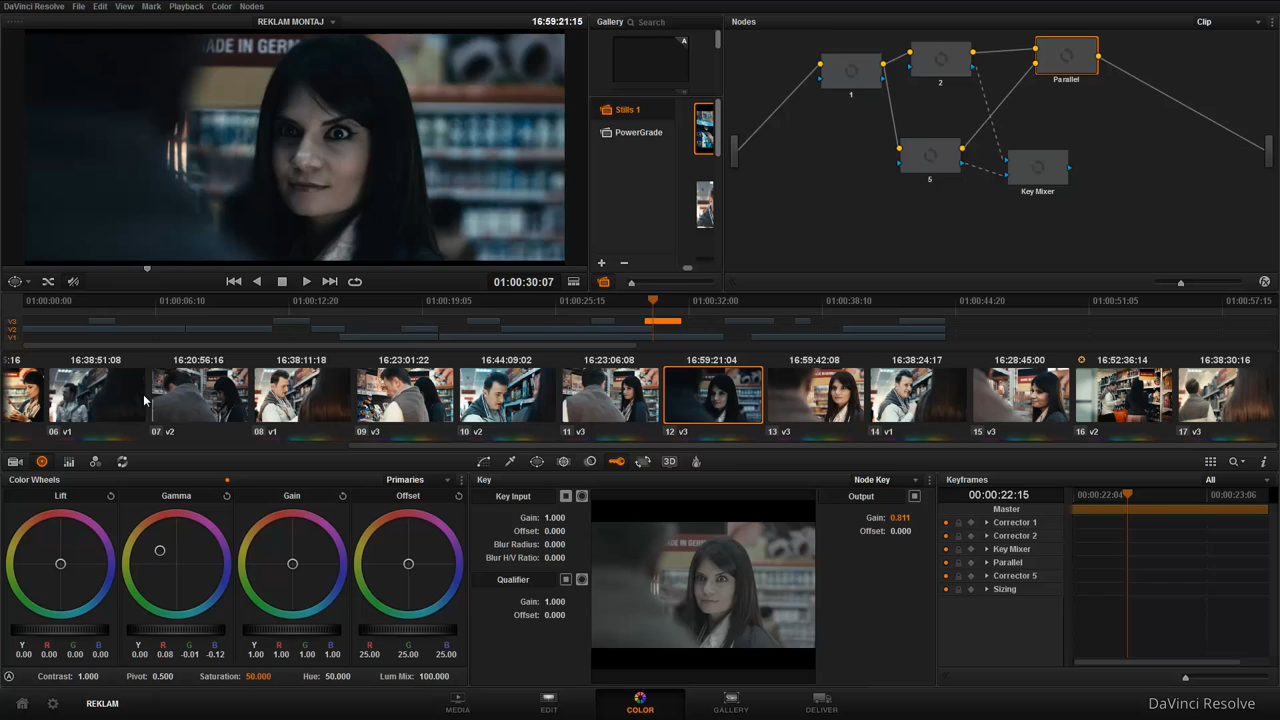 DaVinci Resolve File Edit View Mark Playback Color Nodes
REKLAM MONTAJ 16:59:21:15 Gallery Search Nodes Clip
ADE IN GERM
A
Stills 1
PowerGrade
1
2
Parallel
5
Key Mixer
01:00:30:07
01:00:00:00 01:00:06:10 01:00:12:20 01:00:19:05 01:00:25:15 01:00:32:00 01:00:38:10 01:00:44:20 01:00:51:05 01:00:57:15
V3
V2
V1
5:16 16:38:51:08 16:20:56:16 16:38:11:18 16:23:01:22 16:44:09:02 16:23:06:08 16:59:21:04 16:59:42:08 16:38:24:17 16:28:45:00 16:52:36:14 16:38:30:16
06 v1 07 v2 08 v1 09 v3 10 v2 11 v3 12 v3 13 v3 14 v1 15 v3 16 v2 17 v3
3D
Color Wheels Primaries Key Node Key Keyframes All
Lift Gamma Gain Offset
Key Input
Gain: 1.000
Offset: 0.000
Blur Radius: 0.000
Blur H/V Ratio: 0.000
Qualifier
Gain: 1.000
Offset: 0.000
Output
Gain: 0.811
Offset: 0.000
00:00:22:15 00:00:22:04 00:00:23:06
Master
Corrector 1
Corrector 2
Key Mixer
Parallel
Corrector 5
Sizing
Y R G B Y R G B Y R G B R G B
0.00 0.00 0.00 0.00 0.00 0.08 -0.01 -0.12 1.00 1.00 1.00 1.00 25.00 25.00 25.00
A Contrast: 1.000 Pivot: 0.500 Saturation: 50.000 Hue: 50.000 Lum Mix: 100.000
REKLAM MEDIA EDIT COLOR GALLERY DELIVER DaVinci Resolve